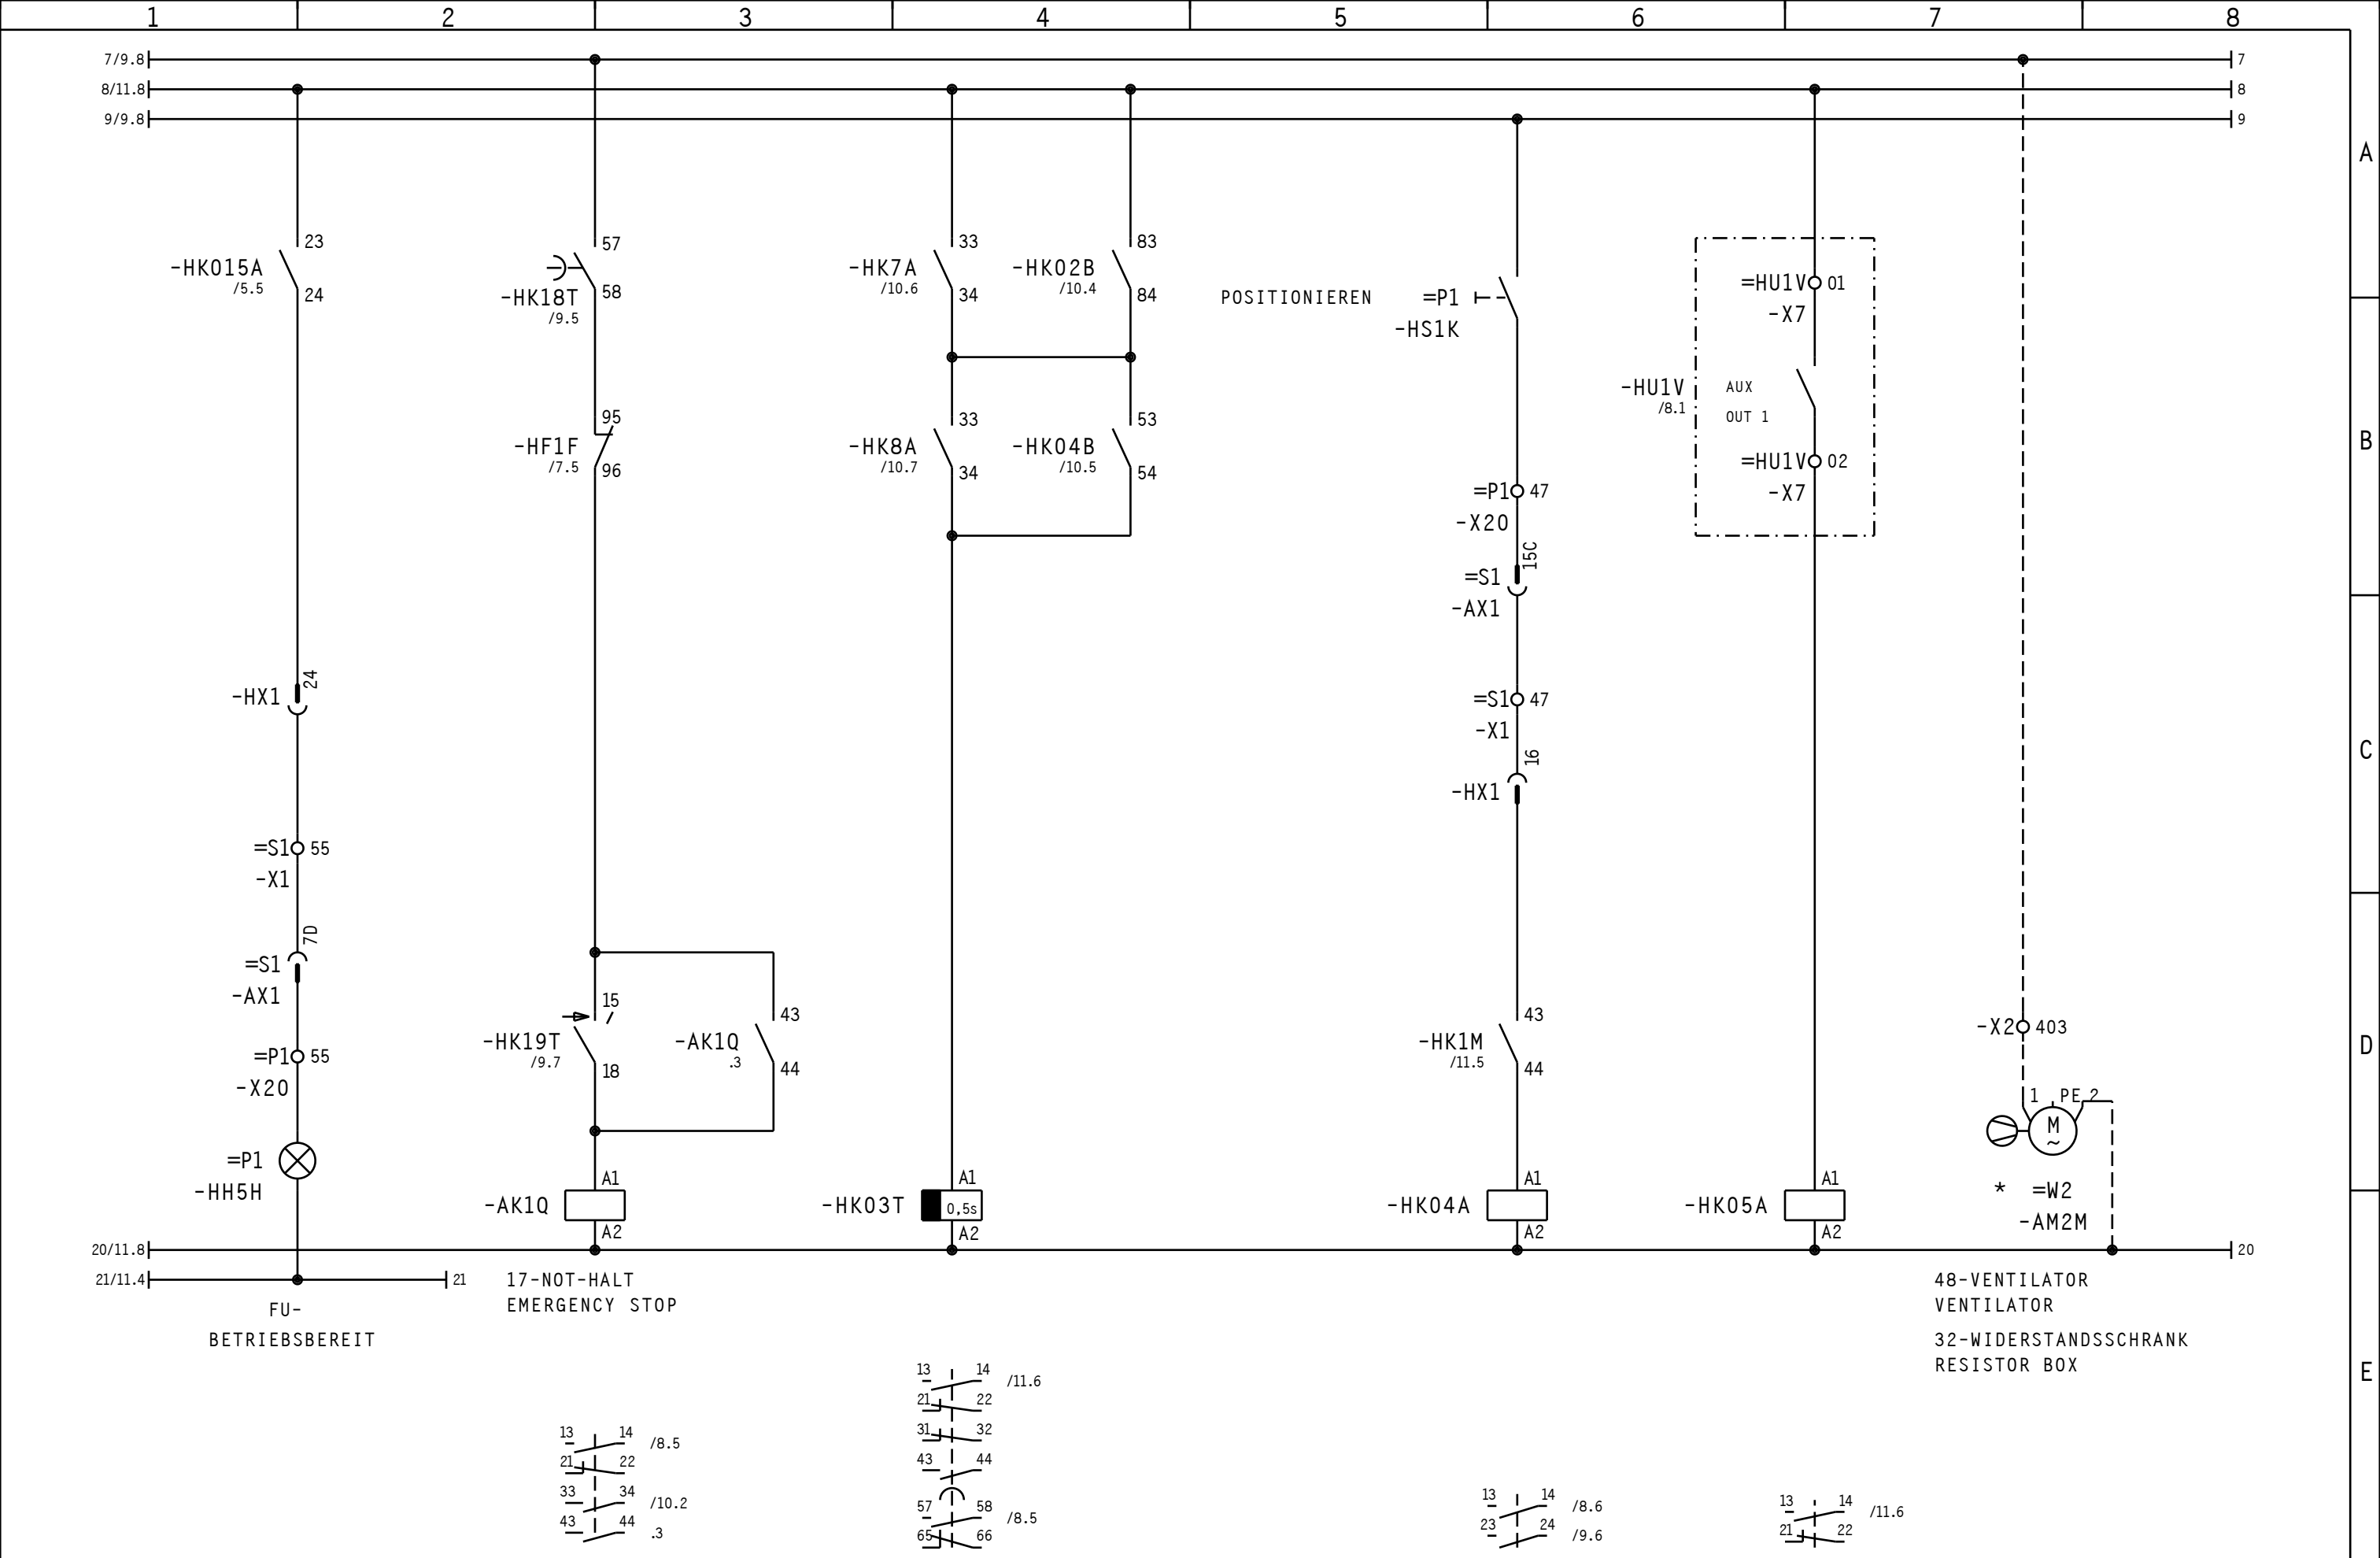 1 2 3 4 5 6 7 8
7/9.8 7
8/11.8 8
9/9.8 9
A
B
C
D
E
23
-HK015A
/5.5
24
-HX1
24
=S1 55
-X1
7D
=S1
-AX1
=P1 55
-X20
=P1
-HH5H
57
-HK18T
/9.5
58
95
-HF1F
/7.5
96
15
-HK19T
/9.7
18
43
-AK1Q
.3
44
A1
-AK1Q
A2
33
-HK7A
/10.6
34
83
-HK02B
/10.4
84
33
-HK8A
/10.7
34
53
-HK04B
/10.5
54
A1
-HK03T
0,5s
A2
POSITIONIEREN
=P1
-HS1K
=P1 47
-X20
15C
=S1
-AX1
=S1 47
-X1
16
-HX1
43
-HK1M
/11.5
44
A1
-HK04A
A2
=HU1V 01
-X7
-HU1V
/8.1
AUX
OUT 1
=HU1V 02
-X7
A1
-HK05A
A2
-X2 403
1 PE 2
M
~
* =W2
-AM2M
20/11.8 20
21/11.4 21
FU-
BETRIEBSBEREIT
17-NOT-HALT
EMERGENCY STOP
48-VENTILATOR
VENTILATOR
32-WIDERSTANDSSCHRANK
RESISTOR BOX
13 14 /8.5
21 22
33 34 /10.2
43 44 .3
13 14 /11.6
21 22
31 32
43 44
57 58 /8.5
65 66
13 14 /8.6
23 24 /9.6
13 14 /11.6
21 22